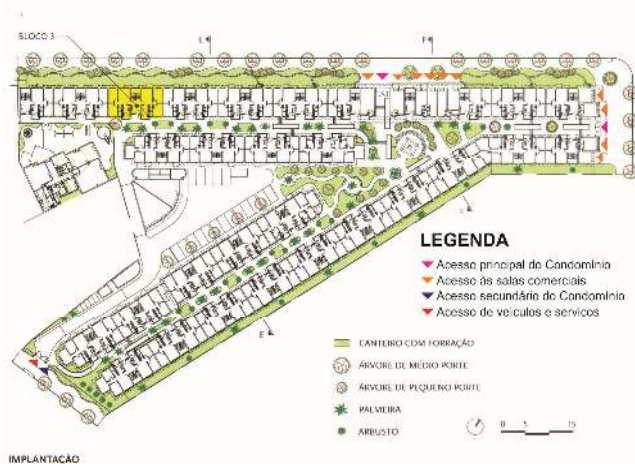 BLOCO 3
E
F
LEGENDA
Acesso principal do Condomínio
Acesso às salas comerciais
Acesso secundário do Condomínio
Acesso de veículos e serviços
E
CANTEIRO COM FORRAÇÃO
ÁRVORE DE MÉDIO PORTE
ÁRVORE DE PEQUENO PORTE
PALMEIRA
ARBUSTO
0 5 15
IMPLANTAÇÃO